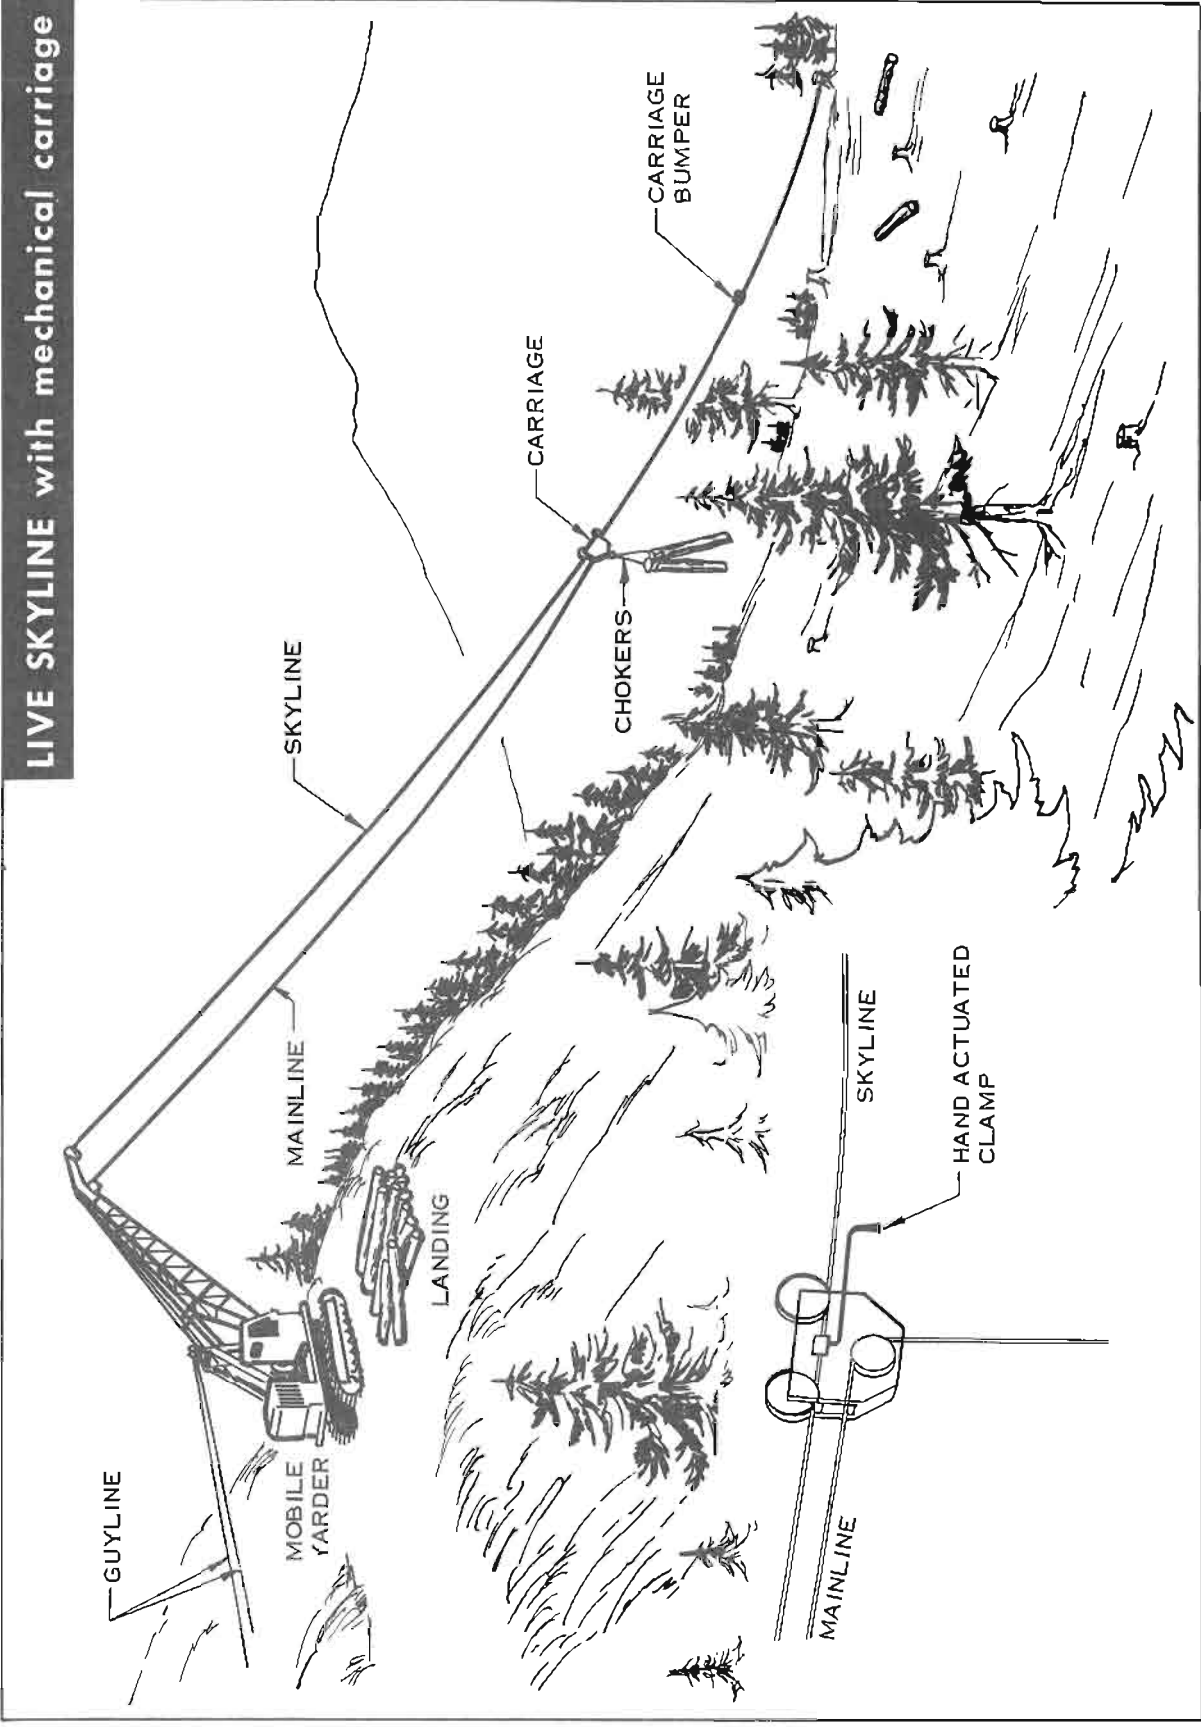 LIVE SKYLINE with mechanical carriage
GUYLINE
SKYLINE
CARRIAGE
CARRIAGE
BUMPER
MAINLINE
MOBILE
YARDER
LANDING
CHOKERS
MAINLINE
SKYLINE
HAND ACTUATED
CLAMP